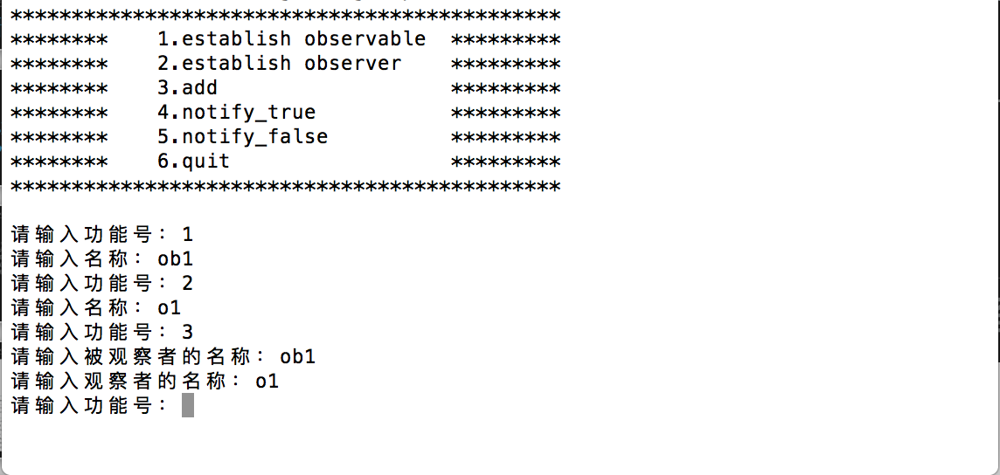 *********************************************
********    1.establish observable  *********
********    2.establish observer    *********
********    3.add                   *********
********    4.notify_true           *********
********    5.notify_false          *********
********    6.quit                  *********
*********************************************
请输入功能号：1
请输入名称：ob1
请输入功能号：2
请输入名称：o1
请输入功能号：3
请输入被观察者的名称：ob1
请输入观察者的名称：o1
请输入功能号：